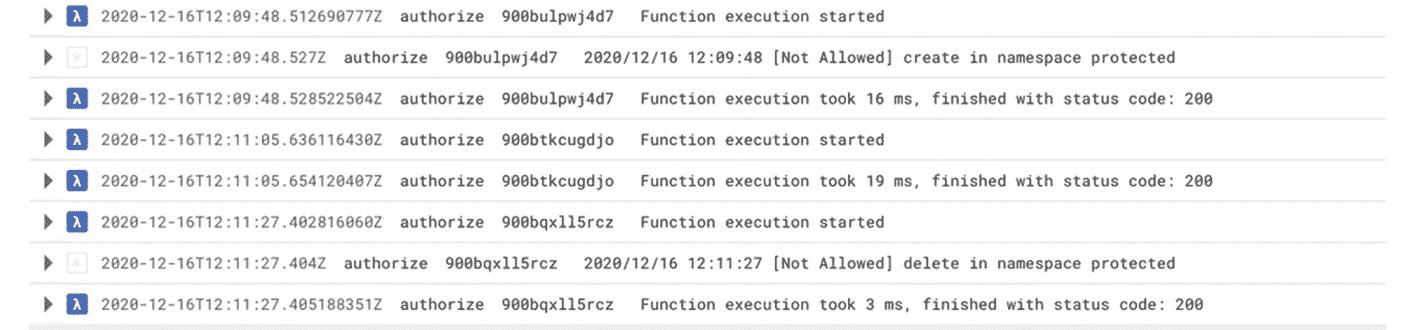 λ 2020-12-16T12:09:48.512690777Z authorize 900bulpwj4d7 Function execution started
* 2020-12-16T12:09:48.527Z authorize 900bulpwj4d7 2020/12/16 12:09:48 [Not Allowed] create in namespace protected
λ 2020-12-16T12:09:48.528522504Z authorize 900bulpwj4d7 Function execution took 16 ms, finished with status code: 200
λ 2020-12-16T12:11:05.636116430Z authorize 900btkcugdjo Function execution started
λ 2020-12-16T12:11:05.654120407Z authorize 900btkcugdjo Function execution took 19 ms, finished with status code: 200
λ 2020-12-16T12:11:27.402816060Z authorize 900bqxll5rcz Function execution started
* 2020-12-16T12:11:27.404Z authorize 900bqxll5rcz 2020/12/16 12:11:27 [Not Allowed] delete in namespace protected
λ 2020-12-16T12:11:27.405188351Z authorize 900bqxll5rcz Function execution took 3 ms, finished with status code: 200